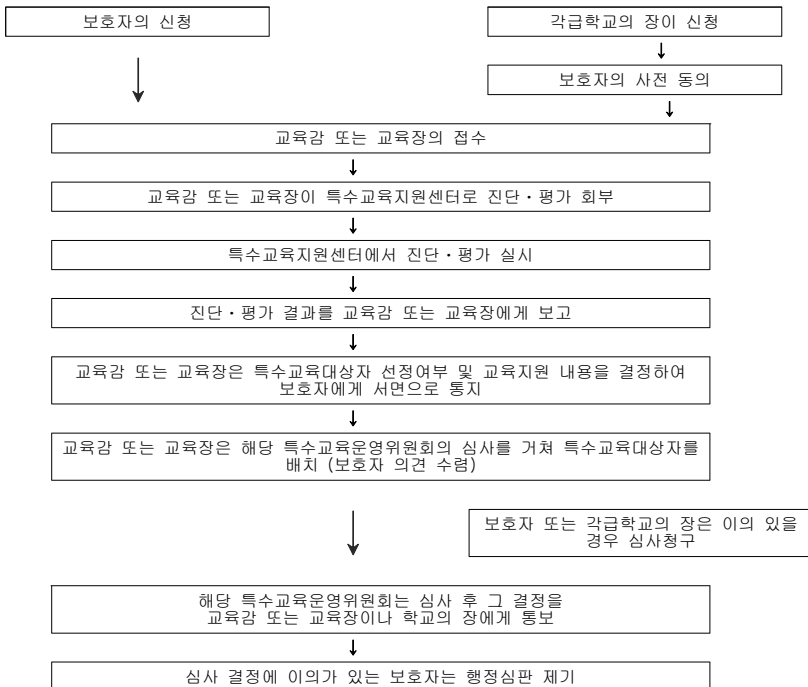 보호자의 신청
각급학교의 장이 신청
보호자의 사전 동의
교육감 또는 교육장의 접수
교육감 또는 교육장이 특수교육지원센터로 진단·평가 회부
특수교육지원센터에서 진단·평가 실시
진단·평가 결과를 교육감 또는 교육장에게 보고
교육감 또는 교육장은 특수교육대상자 선정여부 및 교육지원 내용을 결정하여
보호자에게 서면으로 통지
교육감 또는 교육장은 해당 특수교육운영위원회의 심사를 거쳐 특수교육대상자를
배치 (보호자 의견 수렴)
보호자 또는 각급학교의 장은 이의 있을
경우 심사청구
해당 특수교육운영위원회는 심사 후 그 결정을
교육감 또는 교육장이나 학교의 장에게 통보
심사 결정에 이의가 있는 보호자는 행정심판 제기